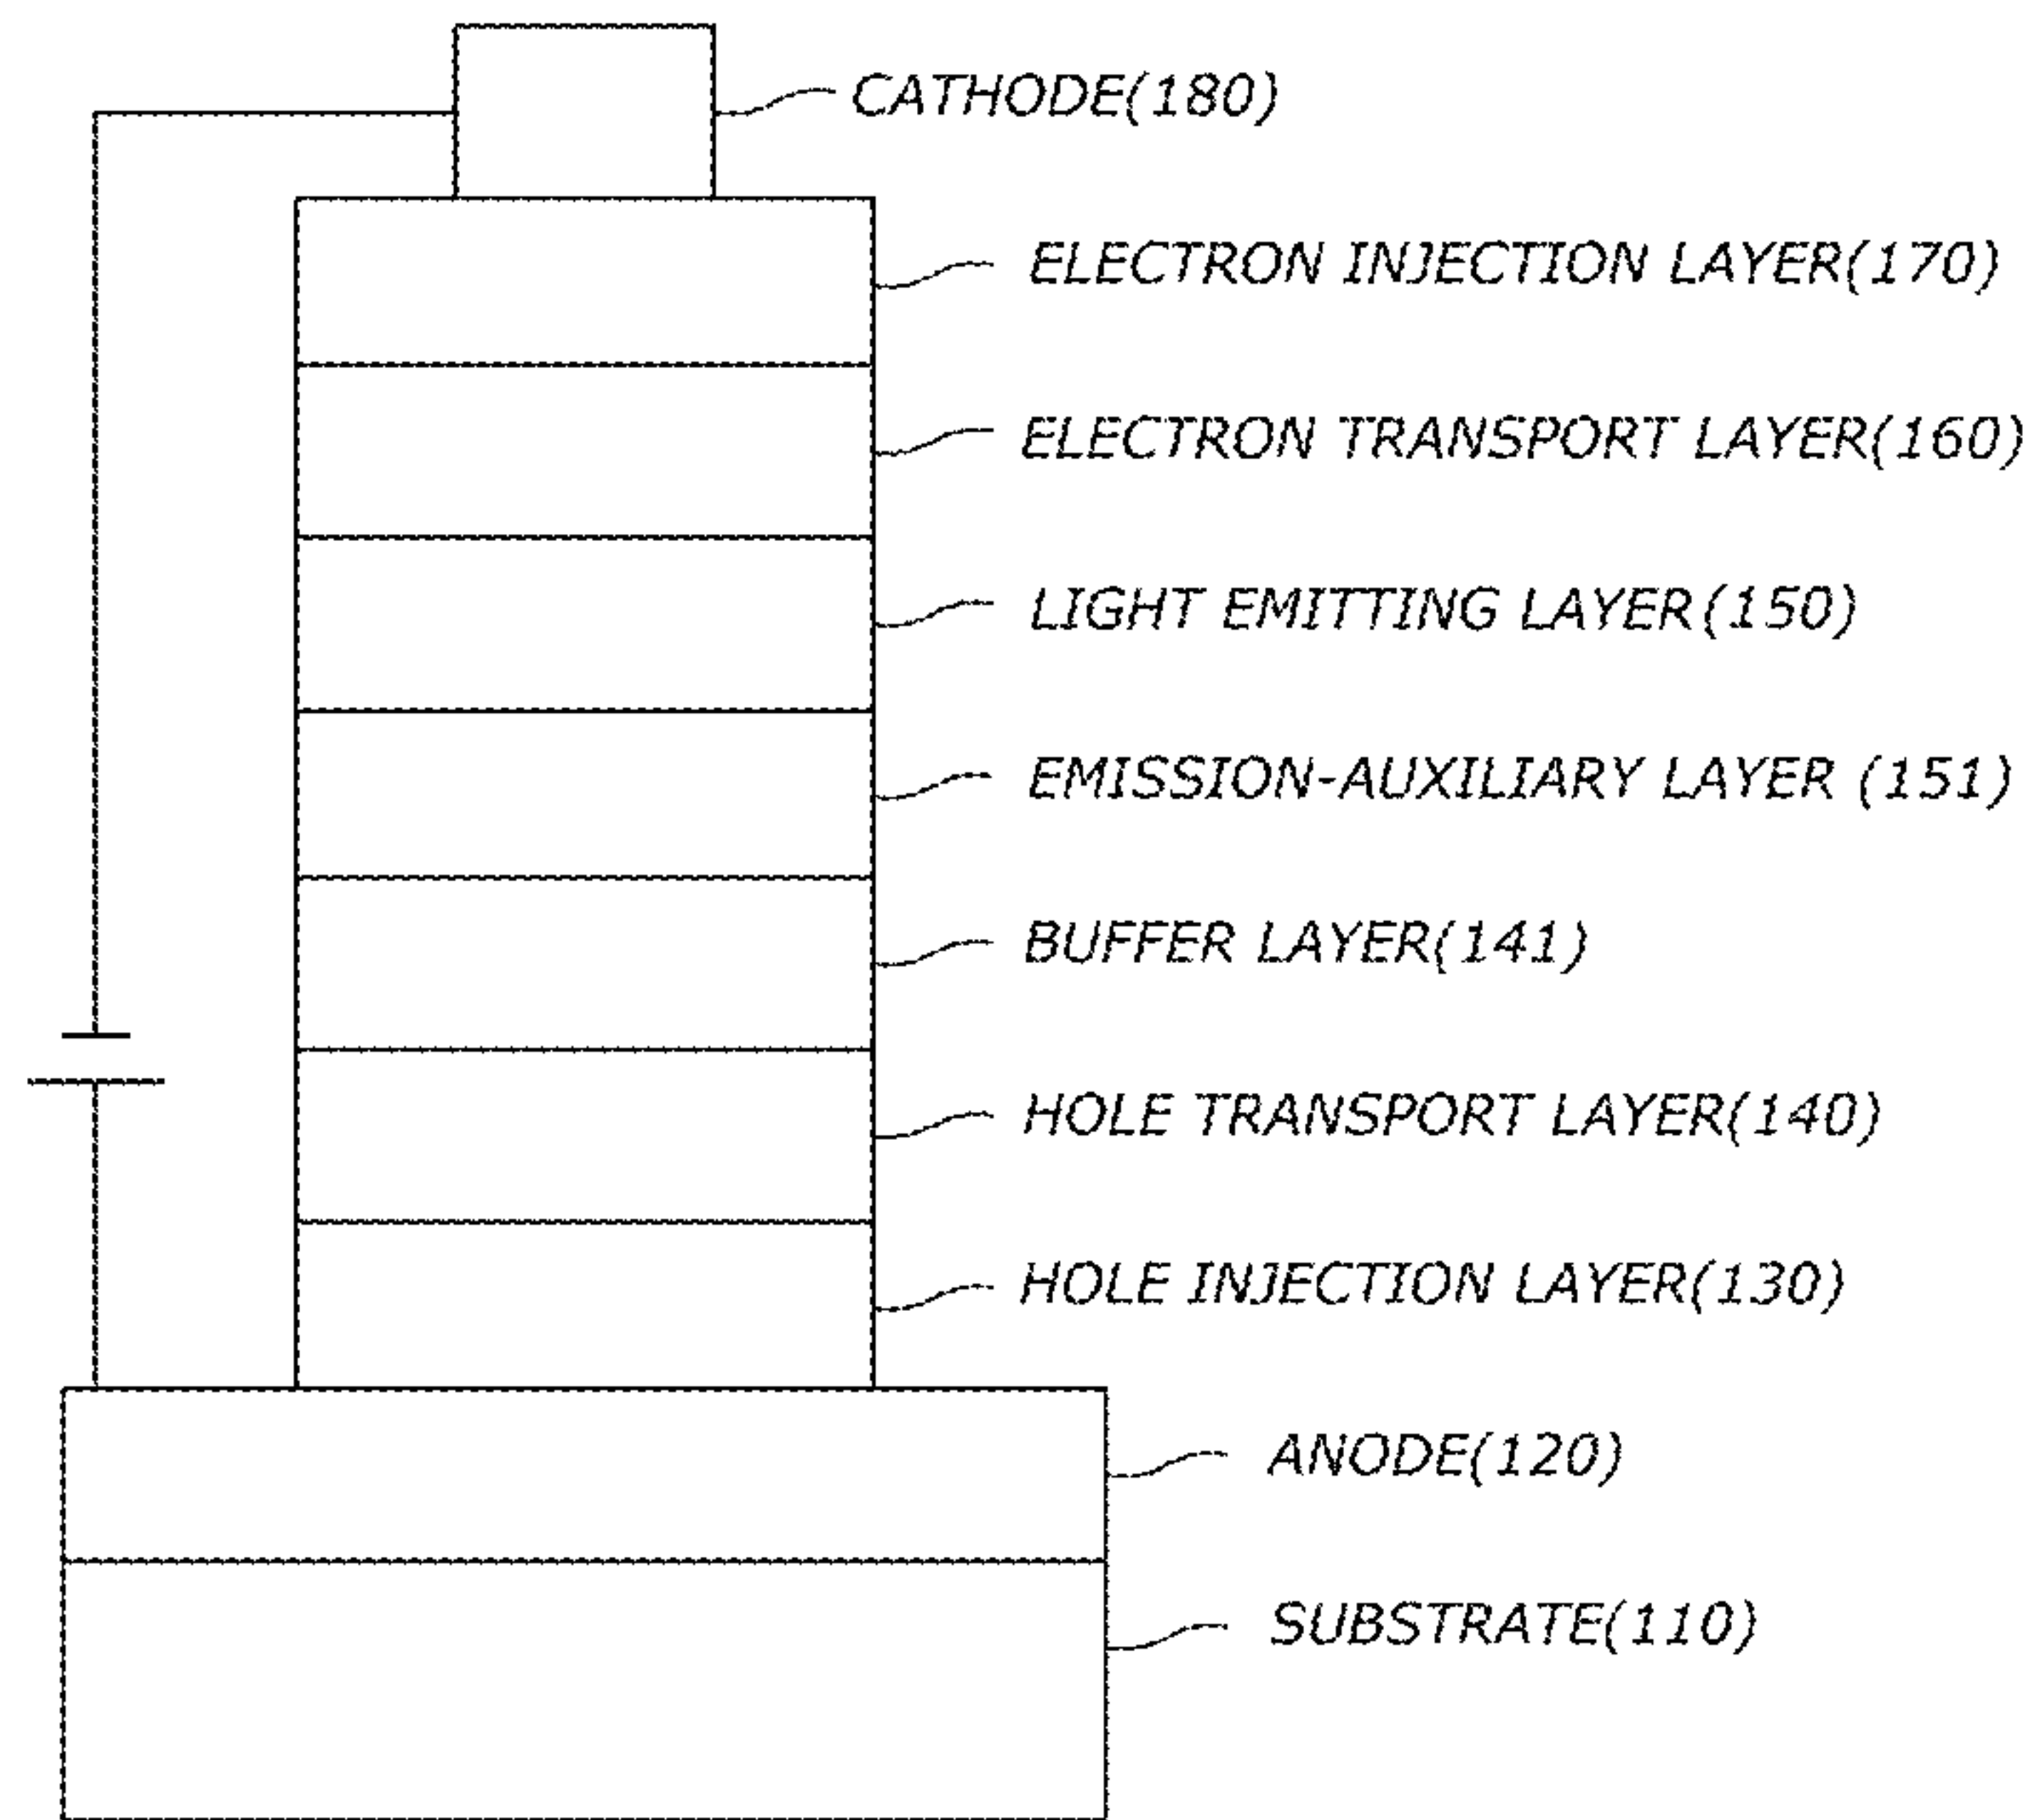 CATHODE(180)
ELECTRON INJECTION LAYER(170)
ELECTRON TRANSPORT LAYER(160)
LIGHT EMITTING LAYER(150)
EMISSION-AUXILIARY LAYER (151)
BUFFER LAYER(141)
HOLE TRANSPORT LAYER(140)
HOLE INJECTION LAYER(130)
ANODE(120)
SUBSTRATE(110)